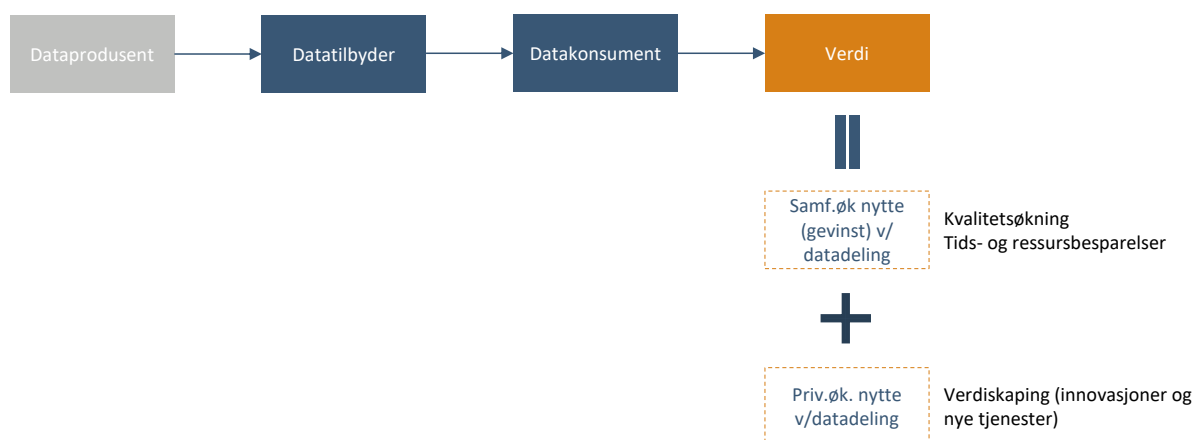 Dataprodusent
Datatilbyder
Datakonsument
Verdi
Samf.øk nytte
(gevinst) v/
datadeling
Kvalitetsøkning
Tids- og ressursbesparelser
Priv.øk. nytte
v/datadeling
Verdiskaping (innovasjoner og
nye tjenester)